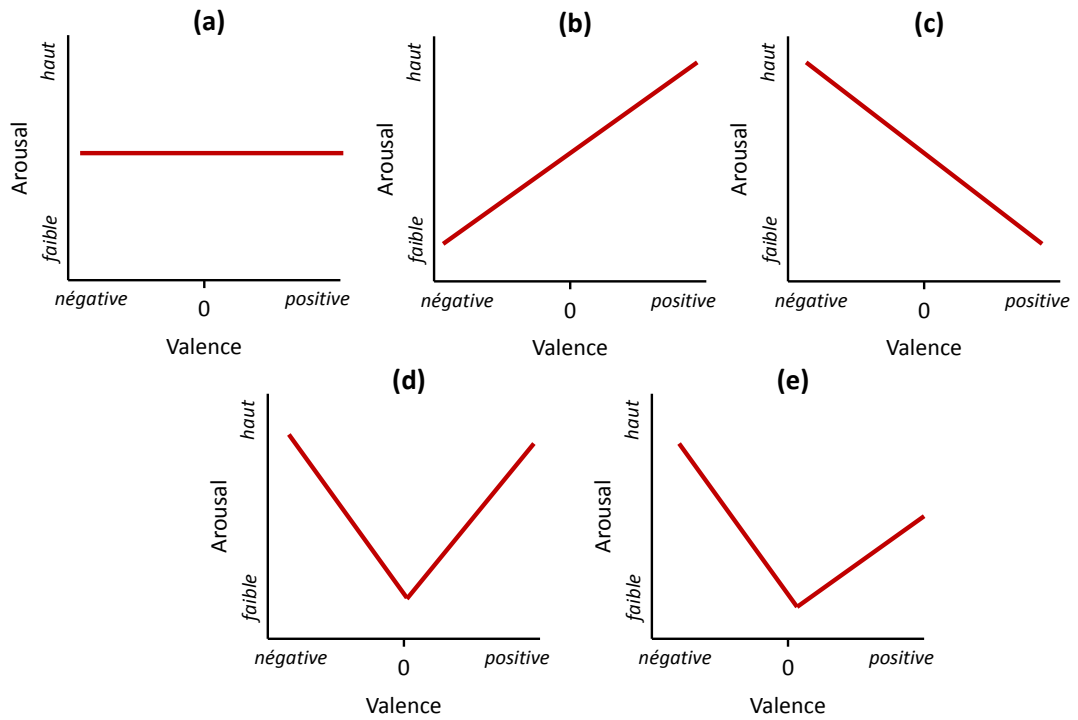 (a)
haut
Arousal
faible
négative
0
positive
Valence
(b)
haut
Arousal
faible
négative
0
positive
Valence
(c)
haut
Arousal
faible
négative
0
positive
Valence
(d)
haut
Arousal
faible
négative
0
positive
Valence
(e)
haut
Arousal
faible
négative
0
positive
Valence